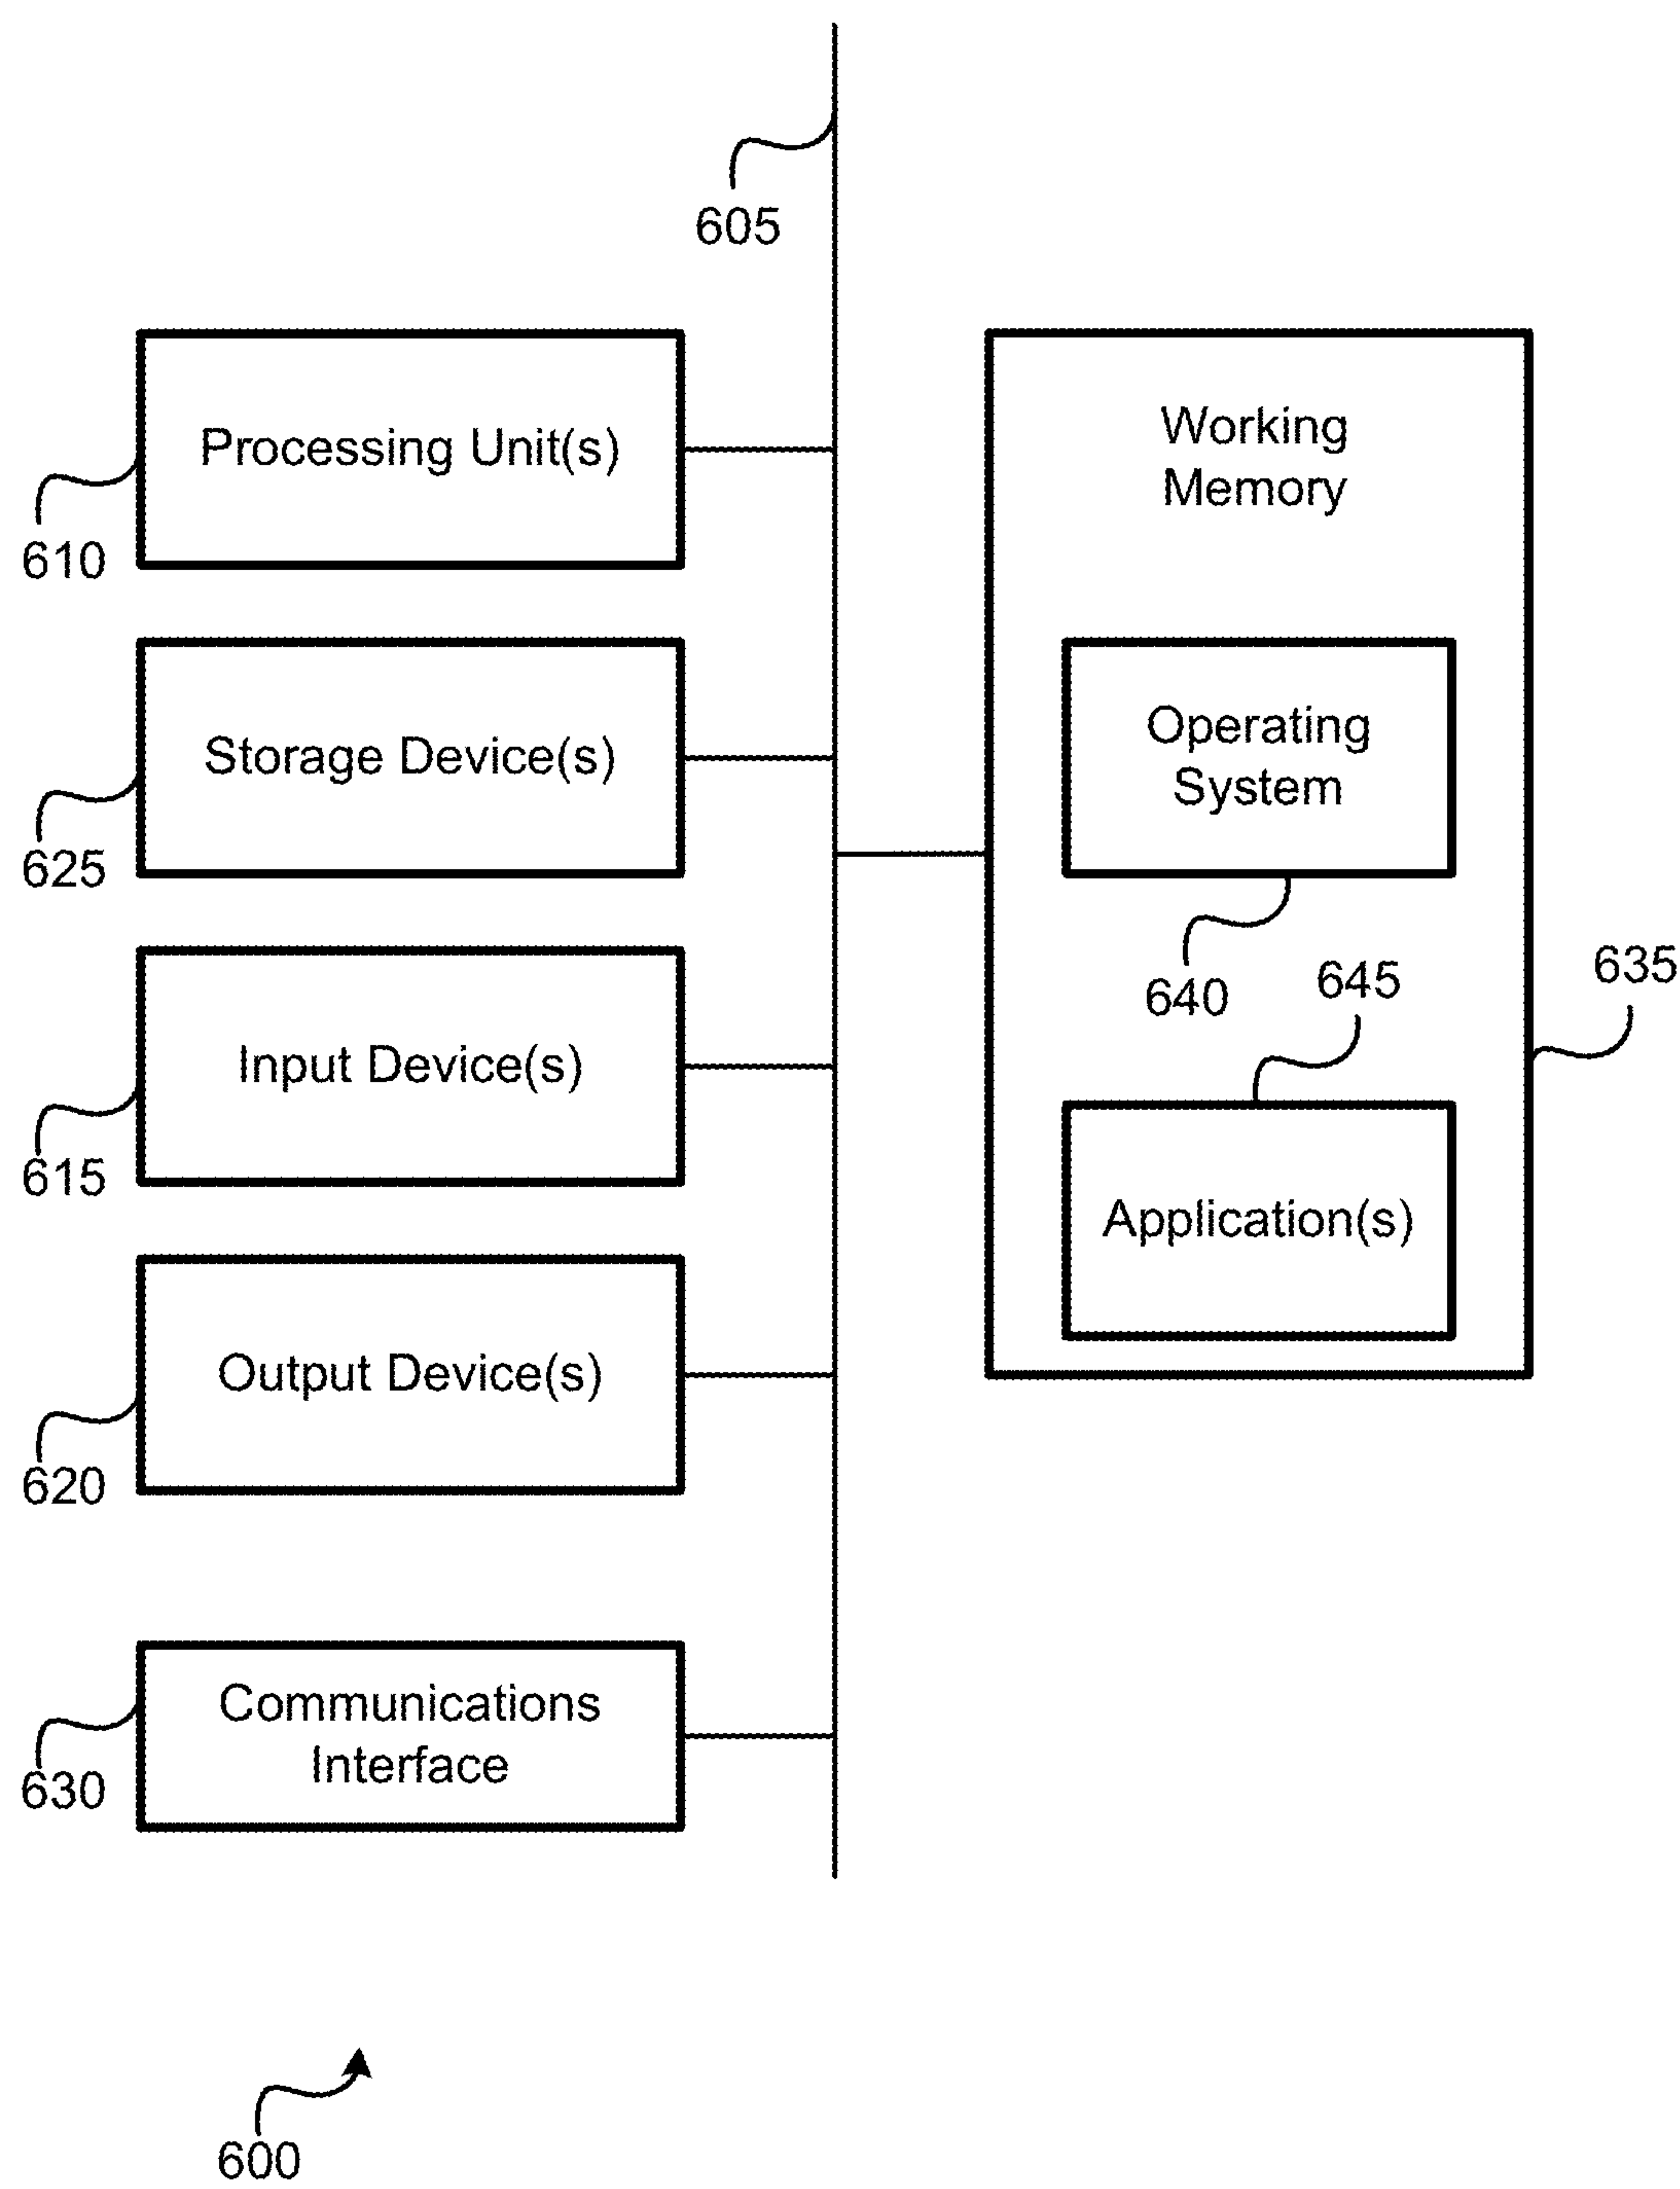 605
Processing Unit(s)
610
Storage Device(s)
625
Input Device(s)
615
Output Device(s)
620
Communications
Interface
630
Working
Memory
Operating
System
640
645
635
Application(s)
600